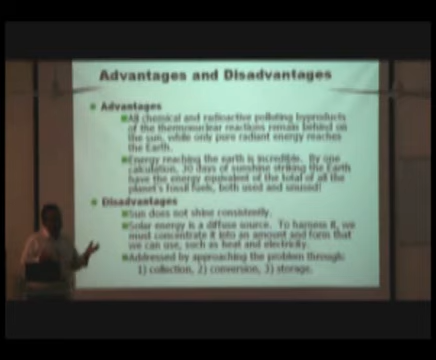 Advantages and Disadvantages
Advantages
All chemical and radioactive polluting byproducts
of the thermonuclear reactions remain behind on
the sun, while only pure radiant energy reaches
the Earth.
Energy reaching the earth is incredible. By one
calculation, 30 days of sunshine striking the Earth
have the energy equivalent of the total of all the
planet's fossil fuels, both used and unused!
Disadvantages
Sun does not shine consistently.
Solar energy is a diffuse source. To harness it, we
must concentrate it into an amount and form that
we can use, such as heat and electricity.
Addressed by approaching the problem through:
1) collection, 2) conversion, 3) storage.